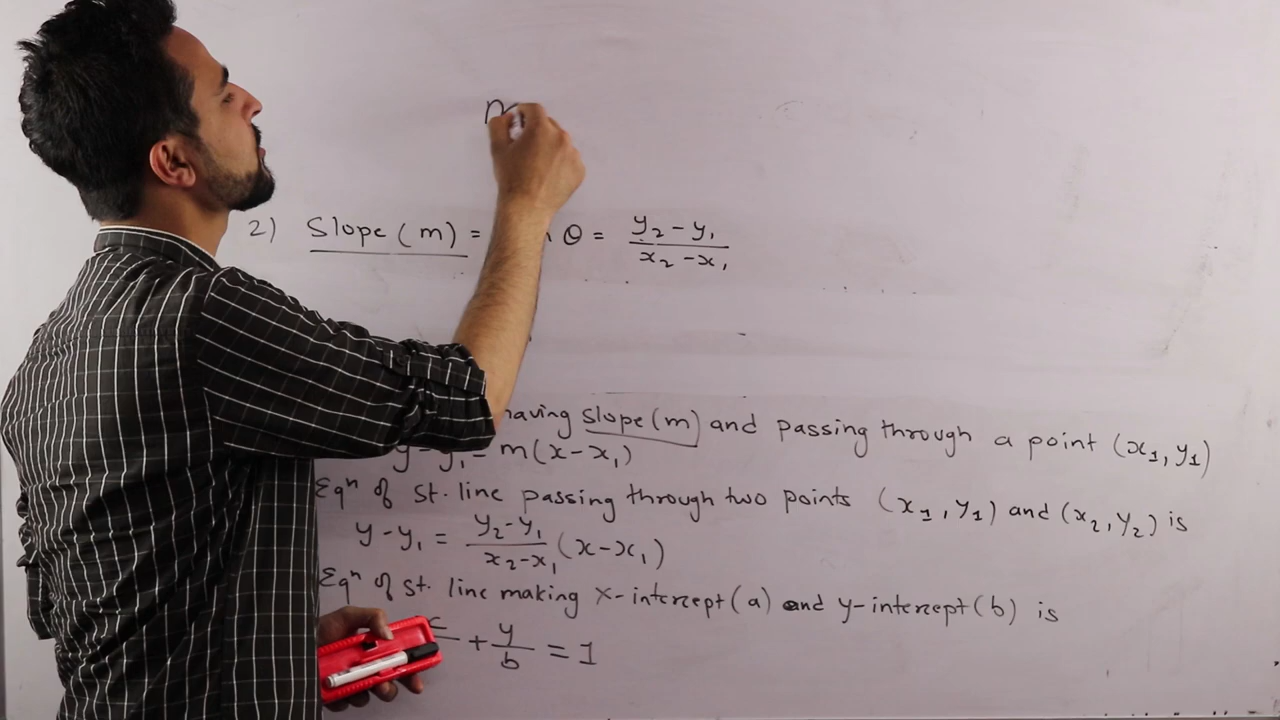 2) Slope (m) = θ = y₂-y₁ / x₂-x₁
having slope (m) and passing through a point (x₁, y₁)
y-y₁ = m(x-x₁)
Eqⁿ of St. line passing through two points (x₁, y₁) and (x₂, y₂) is
y-y₁ = y₂-y₁ / x₂-x₁ (x-x₁)
Eqⁿ of St. line making x-intercept (a) and y-intercept (b) is
+ y/b = 1